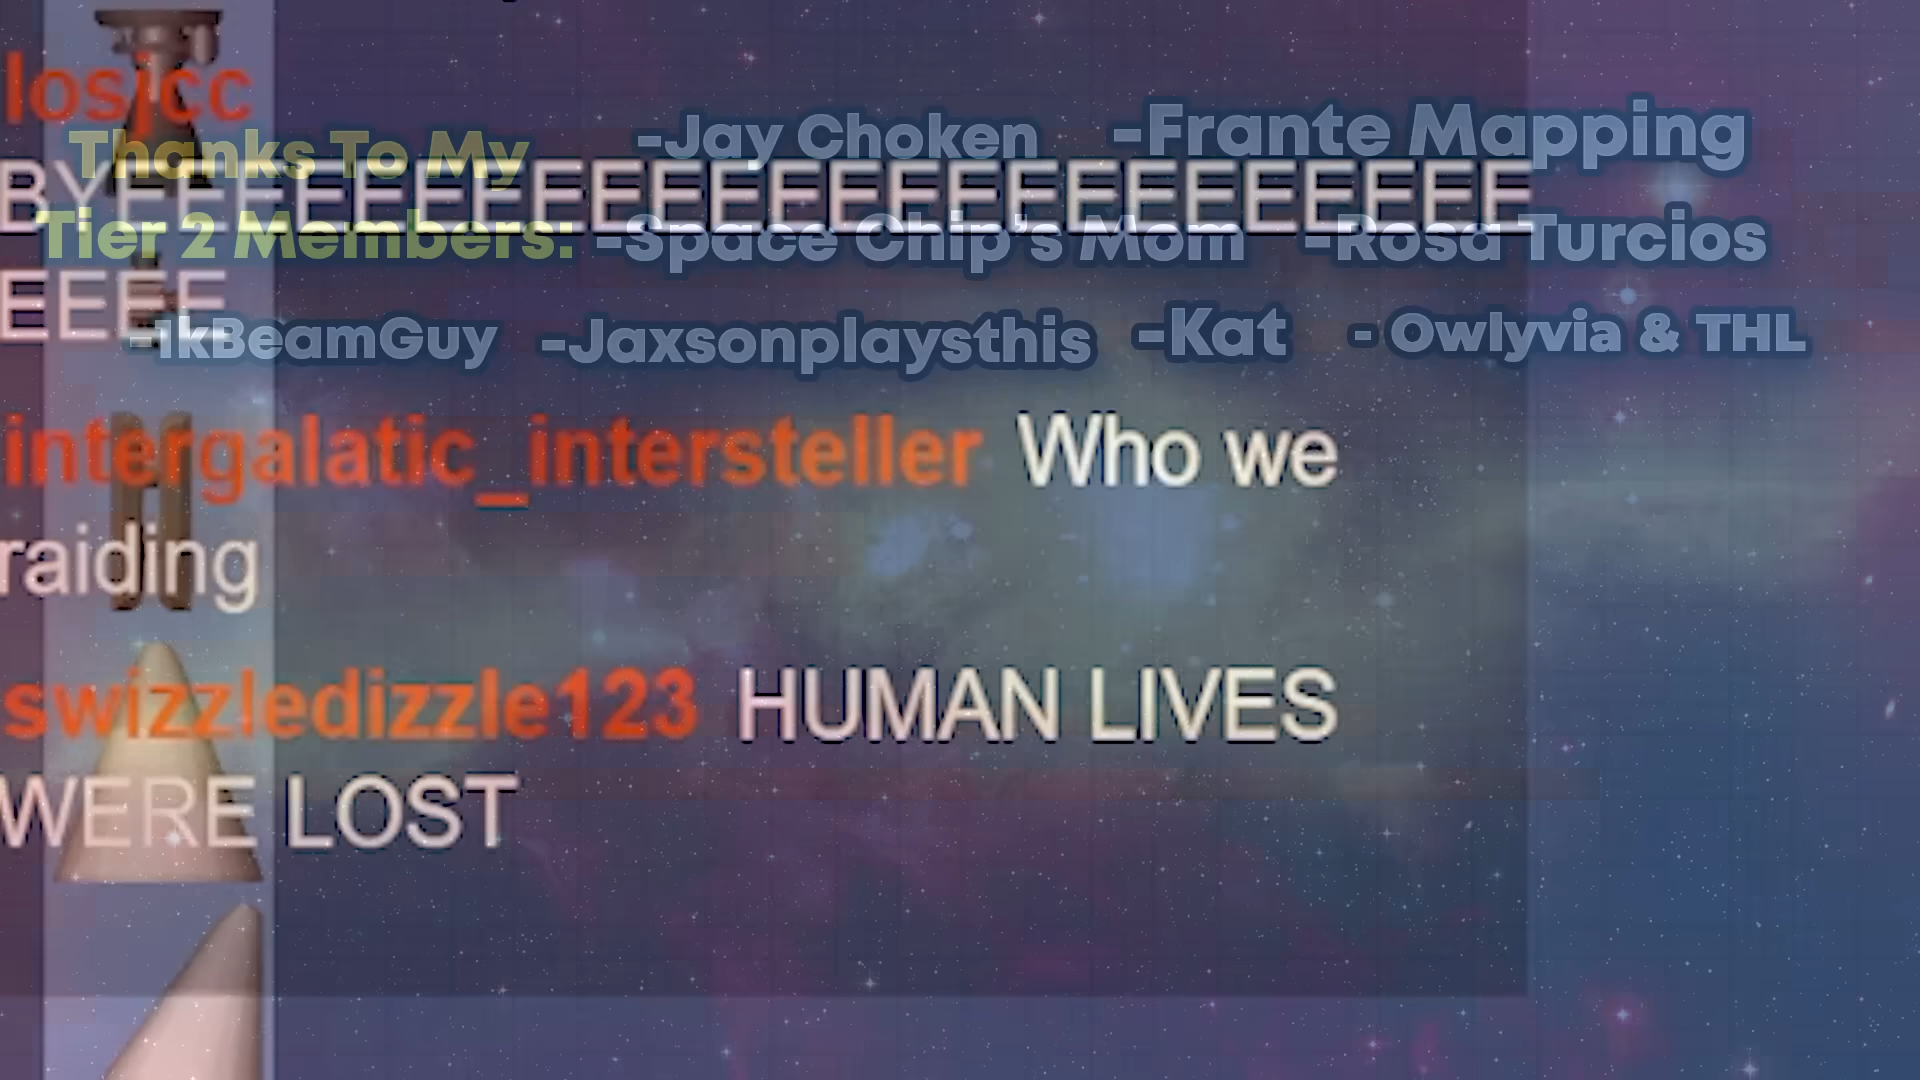 losjcc
Thanks To My -Jay Choken -Frante Mapping
BYEEEEEEEEEEEEEEEEEEEEEEEE
Tier 2 Members: -Space Chip's Mom -Rosa Turcios
EEEE
-1kBeamGuy -Jaxsonplaysthis -Kat - Owlyvia & THL
intergalatic_intersteller Who we
raiding
swizzledizzle123 HUMAN LIVES
WERE LOST